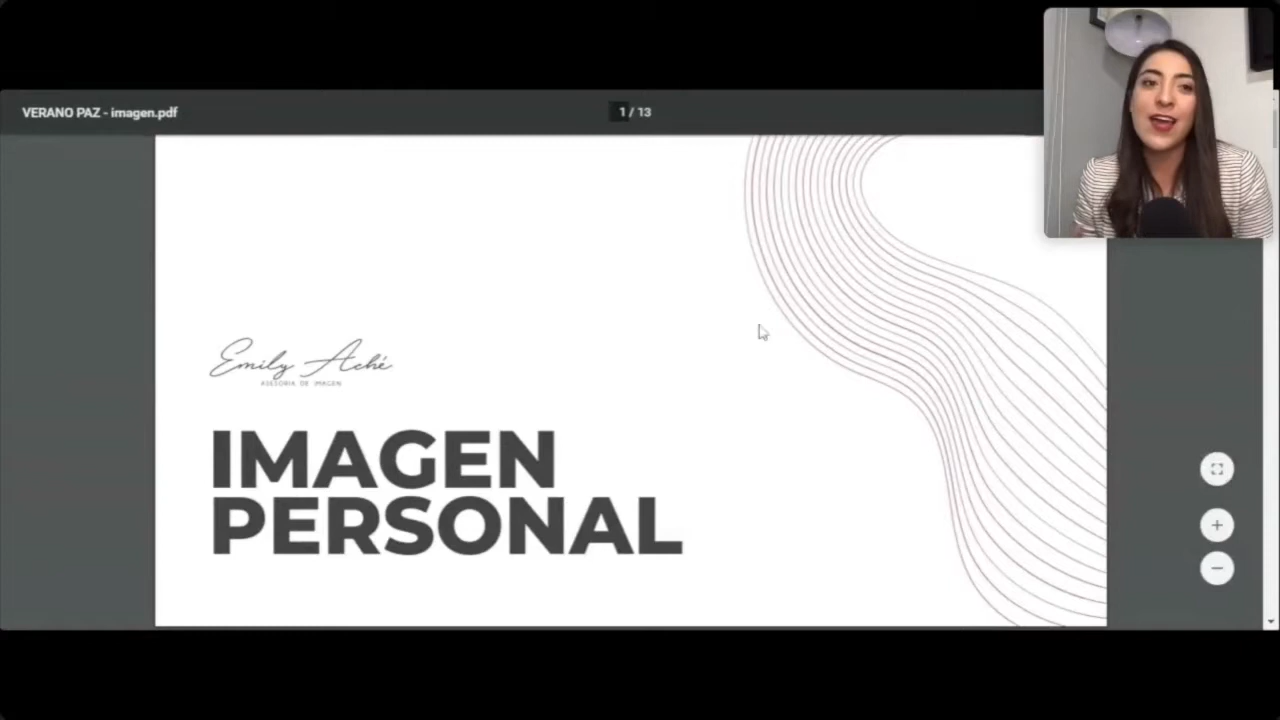 VERANO PAZ - imagen.pdf
1 / 13
Emily Aché
ASESORIA DE IMAGEN
IMAGEN
PERSONAL